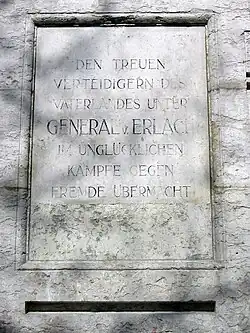 DEN TREUEN
VERTEIDIGERN DES
VATERLANDES UNTER
GENERAL V. ERLACH
IM UNGLÜCKLICHEN
KAMPFE GEGEN
FREMDE ÜBERMACHT